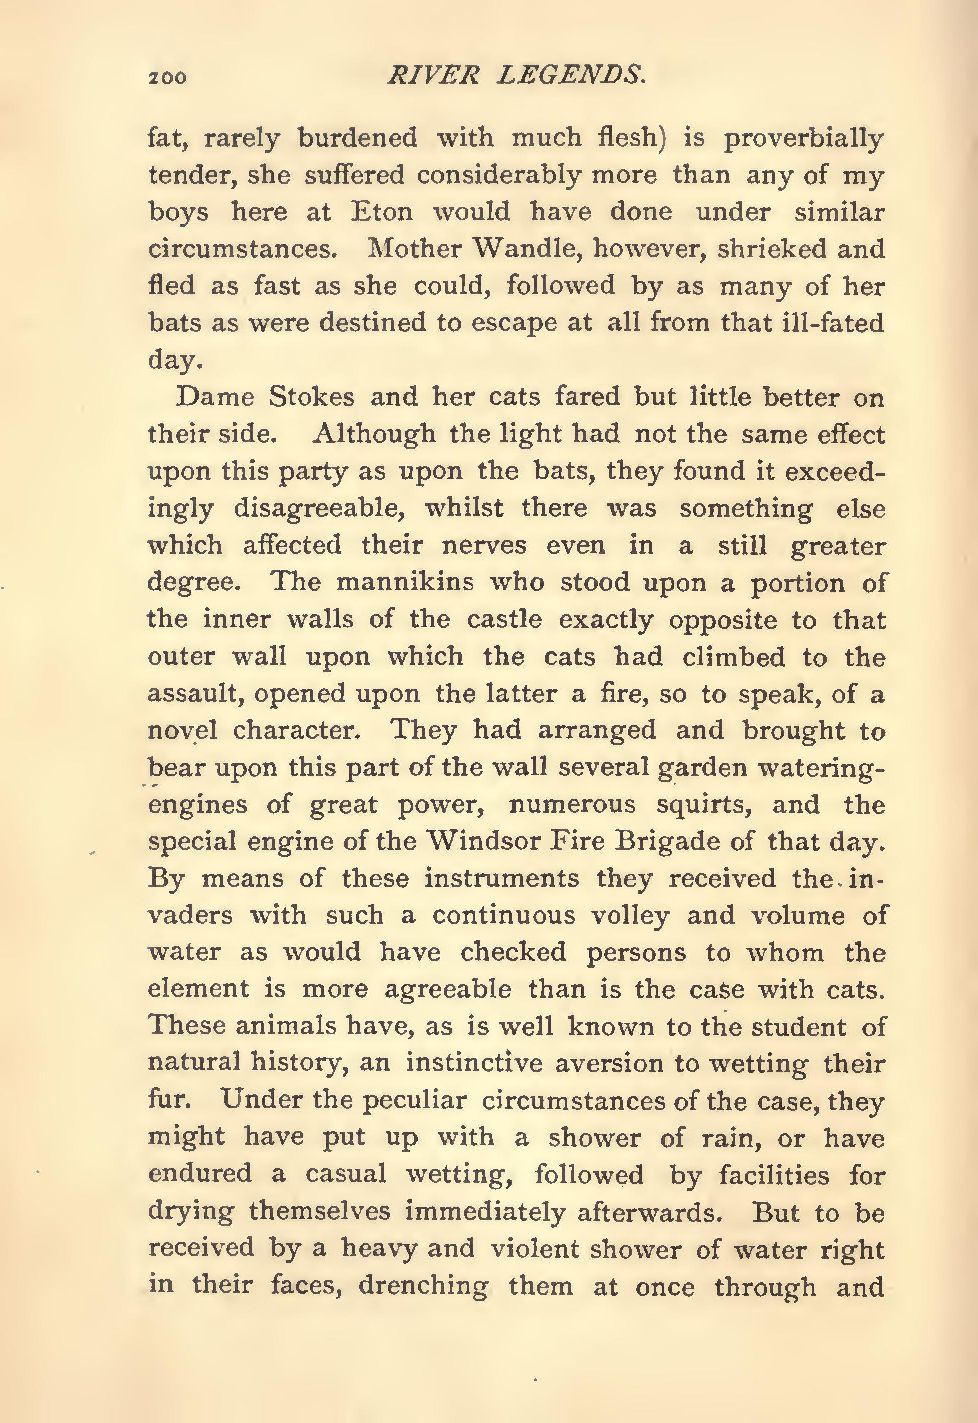 200 RIVER LEGENDS.
fat, rarely burdened with much flesh) is proverbially
tender, she suffered considerably more than any of my
boys here at Eton would have done under similar
circumstances. Mother Wandle, however, shrieked and
fled as fast as she could, followed by as many of her
bats as were destined to escape at all from that ill-fated
day.
Dame Stokes and her cats fared but little better on
their side. Although the light had not the same effect
upon this party as upon the bats, they found it exceed-
ingly disagreeable, whilst there was something else
which affected their nerves even in a still greater
degree. The mannikins who stood upon a portion of
the inner walls of the castle exactly opposite to that
outer wall upon which the cats had climbed to the
assault, opened upon the latter a fire, so to speak, of a
novel character. They had arranged and brought to
bear upon this part of the wall several garden watering-
engines of great power, numerous squirts, and the
special engine of the Windsor Fire Brigade of that day.
By means of these instruments they received the in-
vaders with such a continuous volley and volume of
water as would have checked persons to whom the
element is more agreeable than is the case with cats.
These animals have, as is well known to the student of
natural history, an instinctive aversion to wetting their
fur. Under the peculiar circumstances of the case, they
might have put up with a shower of rain, or have
endured a casual wetting, followed by facilities for
drying themselves immediately afterwards. But to be
received by a heavy and violent shower of water right
in their faces, drenching them at once through and